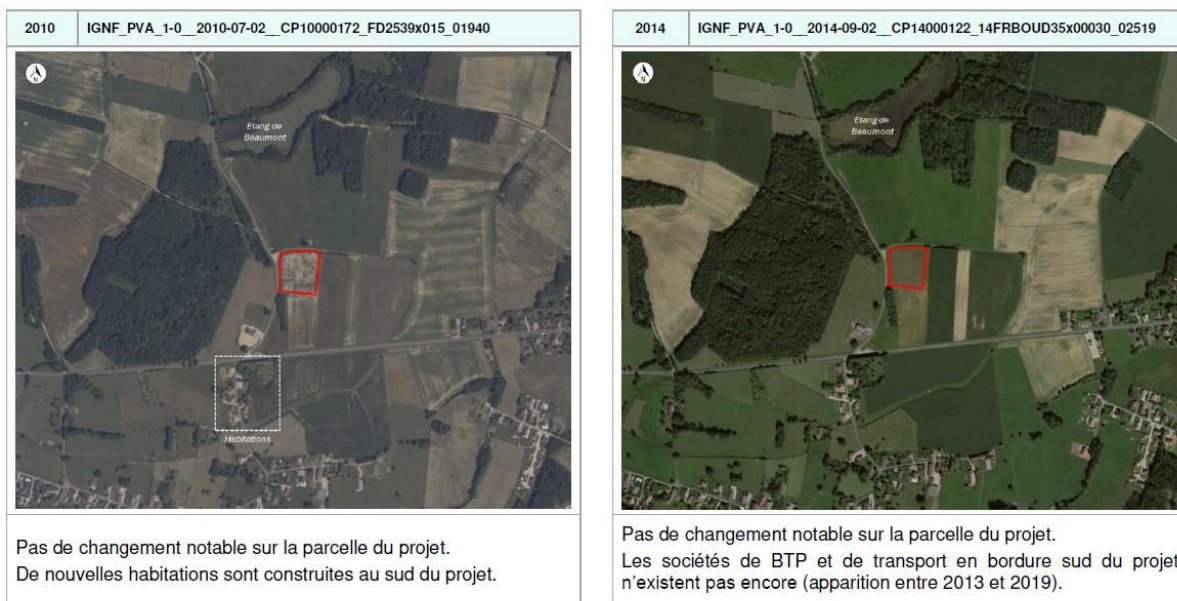 2010 IGNF_PVA_1-0__2010-07-02__CP10000172_FD2539x015_01940
N
Etang de
Beaumont
Habitations
Pas de changement notable sur la parcelle du projet.
De nouvelles habitations sont construites au sud du projet.
2014 IGNF_PVA_1-0__2014-09-02__CP14000122_14FRBOUD35x00030_02519
N
Etang de
Beaumont
Pas de changement notable sur la parcelle du projet.
Les sociétés de BTP et de transport en bordure sud du projet
n'existent pas encore (apparition entre 2013 et 2019).